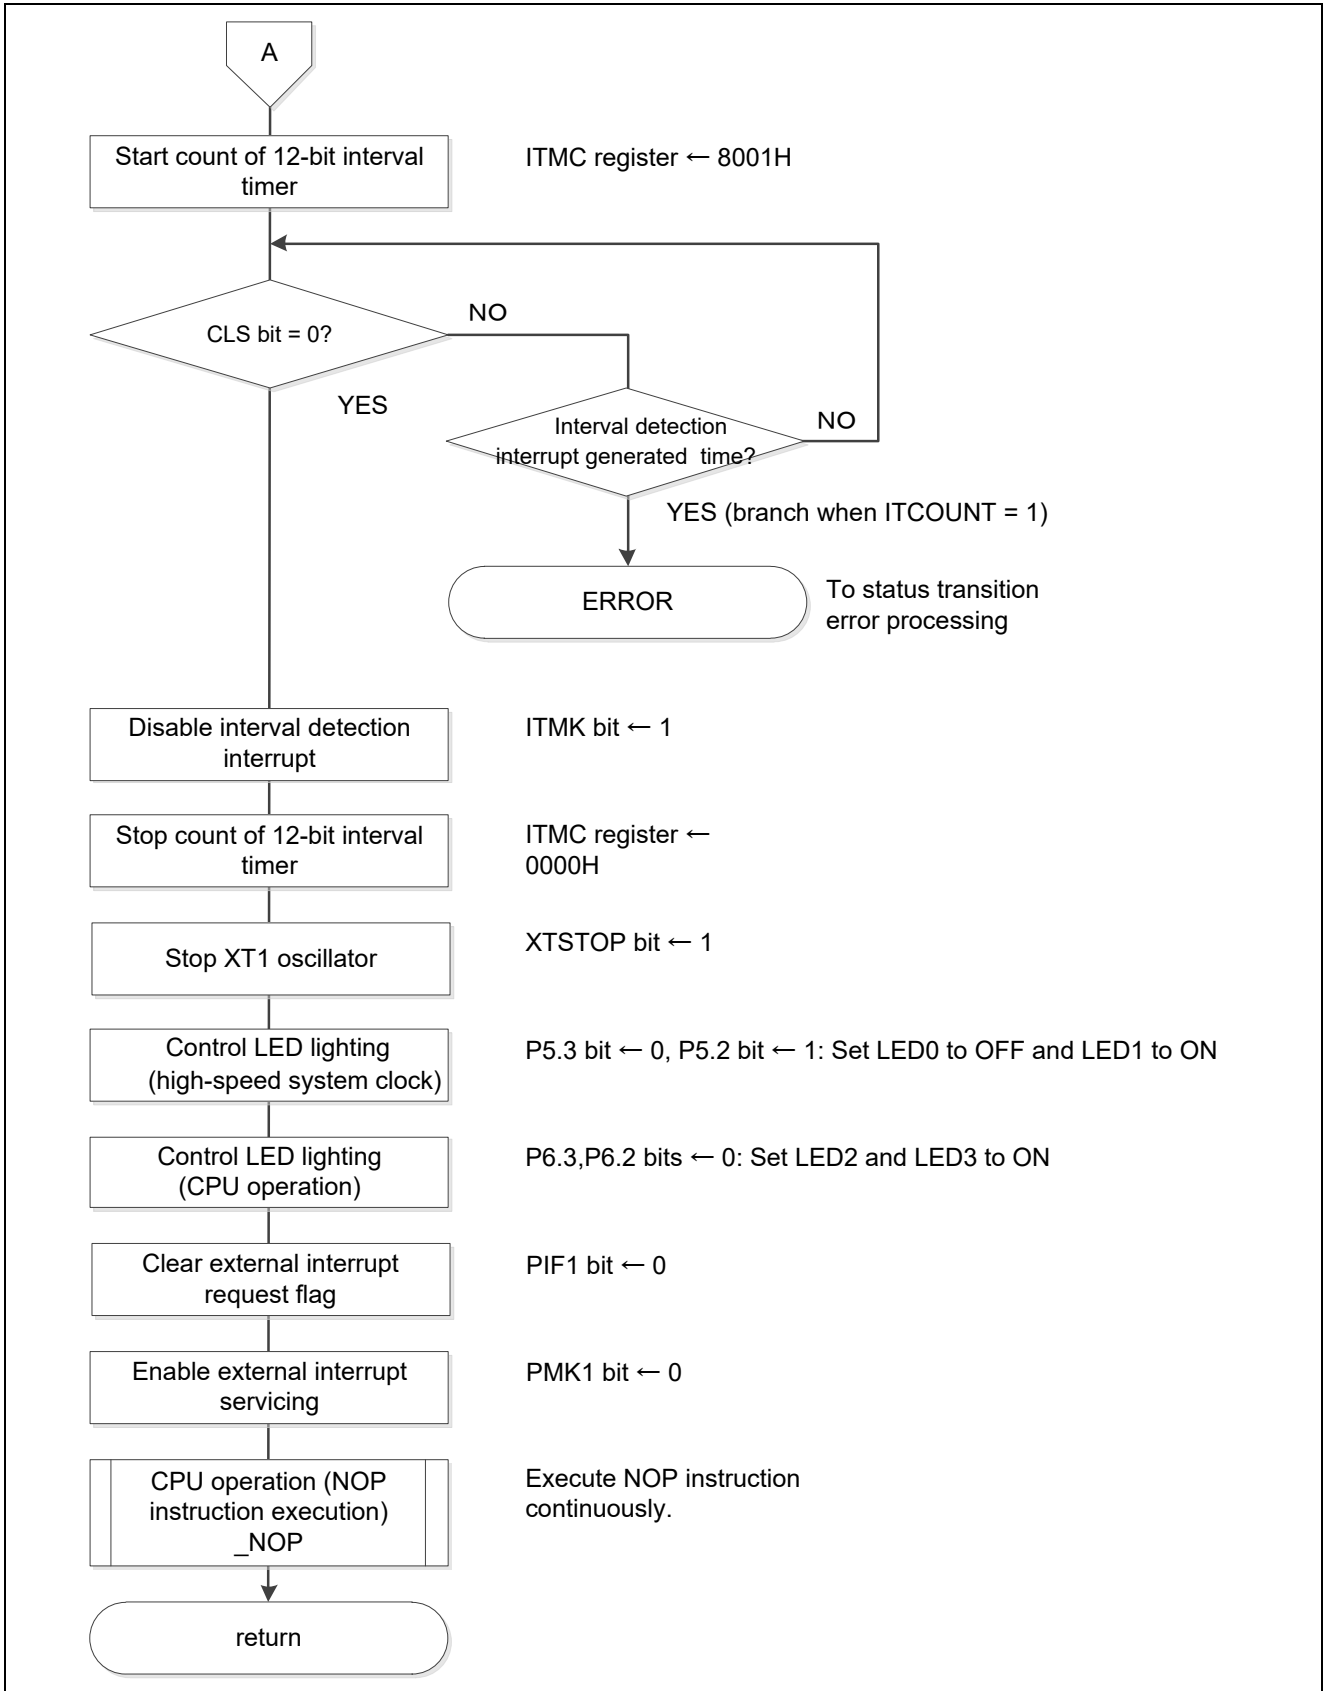 A
Start count of 12-bit interval
timer
ITMC register ← 8001H
CLS bit = 0?
NO
YES
Interval detection
interrupt generated  time?
NO
YES (branch when ITCOUNT = 1)
ERROR
To status transition
error processing
Disable interval detection
interrupt
ITMK bit ← 1
Stop count of 12-bit interval
timer
ITMC register ←
0000H
Stop XT1 oscillator
XTSTOP bit ← 1
Control LED lighting
(high-speed system clock)
P5.3 bit ← 0, P5.2 bit ← 1: Set LED0 to OFF and LED1 to ON
Control LED lighting
(CPU operation)
P6.3,P6.2 bits ← 0: Set LED2 and LED3 to ON
Clear external interrupt
request flag
PIF1 bit ← 0
Enable external interrupt
servicing
PMK1 bit ← 0
CPU operation (NOP
instruction execution)
_NOP
Execute NOP instruction
continuously.
return